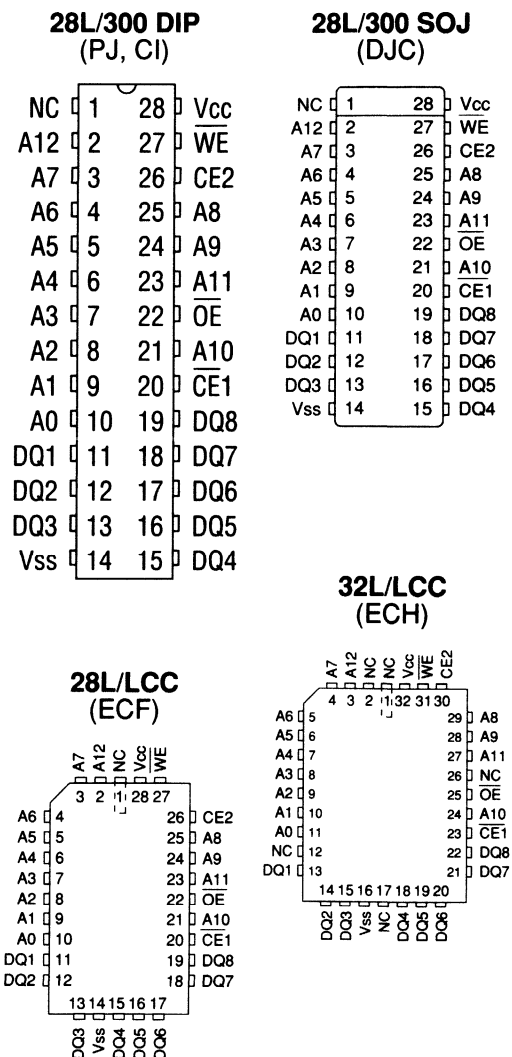 28L/300 DIP
(PJ, CI)
NC 1 28 Vcc
A12 2 27 W̅E̅
A7 3 26 CE2
A6 4 25 A8
A5 5 24 A9
A4 6 23 A11
A3 7 22 O̅E̅
A2 8 21 A10
A1 9 20 C̅E̅1
A0 10 19 DQ8
DQ1 11 18 DQ7
DQ2 12 17 DQ6
DQ3 13 16 DQ5
Vss 14 15 DQ4
28L/300 SOJ
(DJC)
NC 1 28 Vcc
A12 2 27 W̅E̅
A7 3 26 CE2
A6 4 25 A8
A5 5 24 A9
A4 6 23 A11
A3 7 22 O̅E̅
A2 8 21 A10
A1 9 20 C̅E̅1
A0 10 19 DQ8
DQ1 11 18 DQ7
DQ2 12 17 DQ6
DQ3 13 16 DQ5
Vss 14 15 DQ4
28L/LCC
(ECF)
A7 A12 NC Vcc W̅E̅
3 2 1 28 27
A6 4 26 CE2
A5 5 25 A8
A4 6 24 A9
A3 7 23 A11
A2 8 22 O̅E̅
A1 9 21 A10
A0 10 20 C̅E̅1
DQ1 11 19 DQ8
DQ2 12 18 DQ7
13 14 15 16 17
DQ3 Vss DQ4 DQ5 DQ6
32L/LCC
(ECH)
A7 A12 NC NC Vcc W̅E̅ CE2
4 3 2 1 32 31 30
A6 5 29 A8
A5 6 28 A9
A4 7 27 A11
A3 8 26 NC
A2 9 25 O̅E̅
A1 10 24 A10
A0 11 23 C̅E̅1
NC 12 22 DQ8
DQ1 13 21 DQ7
14 15 16 17 18 19 20
DQ2 DQ3 Vss NC DQ4 DQ5 DQ6